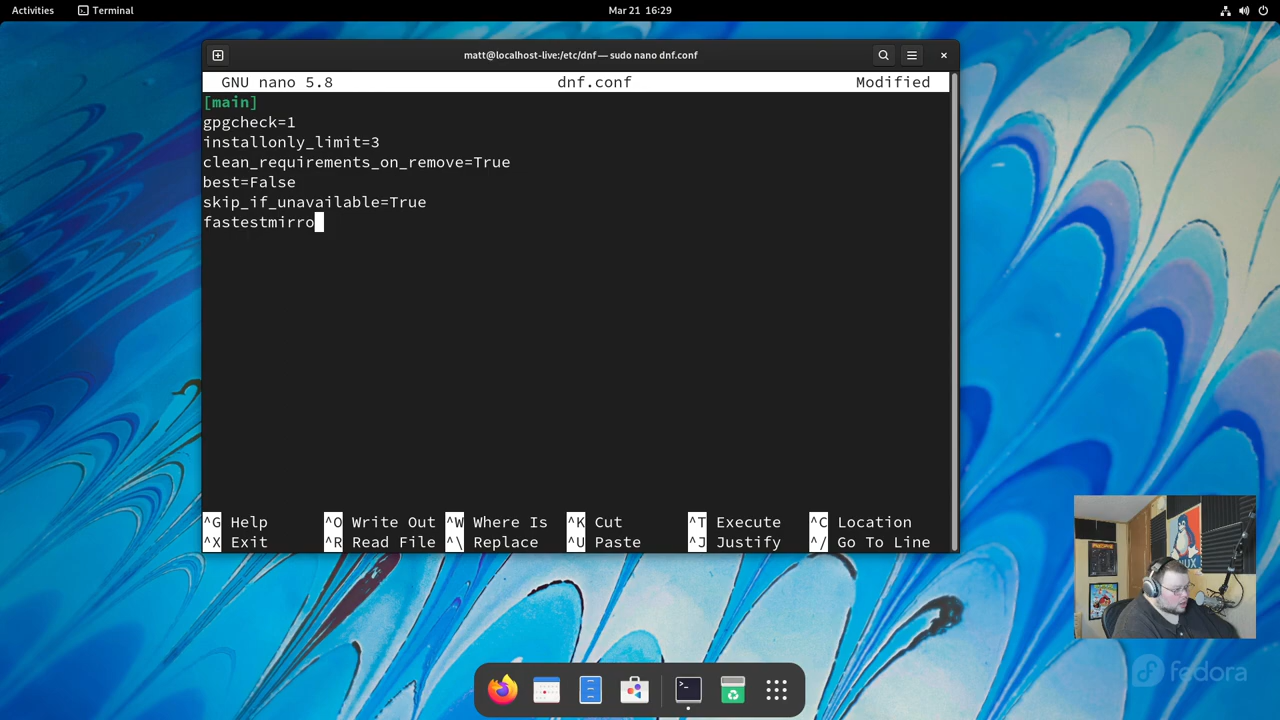 Activities
Terminal
Mar 21 16:29
matt@localhost-live:/etc/dnf — sudo nano dnf.conf
GNU nano 5.8 dnf.conf Modified
[main]
gpgcheck=1
installonly_limit=3
clean_requirements_on_remove=True
best=False
skip_if_unavailable=True
fastestmirro
^G Help ^O Write Out ^W Where Is ^K Cut ^T Execute ^C Location
^X Exit ^R Read File ^\ Replace ^U Paste ^J Justify ^/ Go To Line
fedora